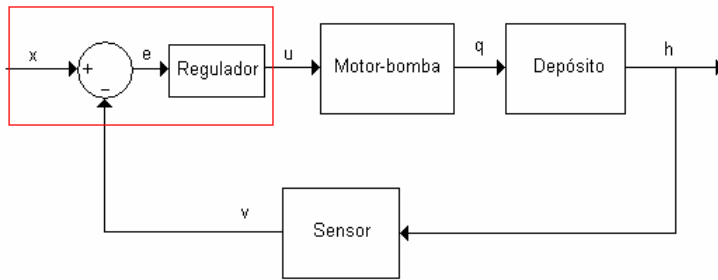 x
+
−
e
Regulador
u
Motor-bomba
q
Depósito
h
v
Sensor